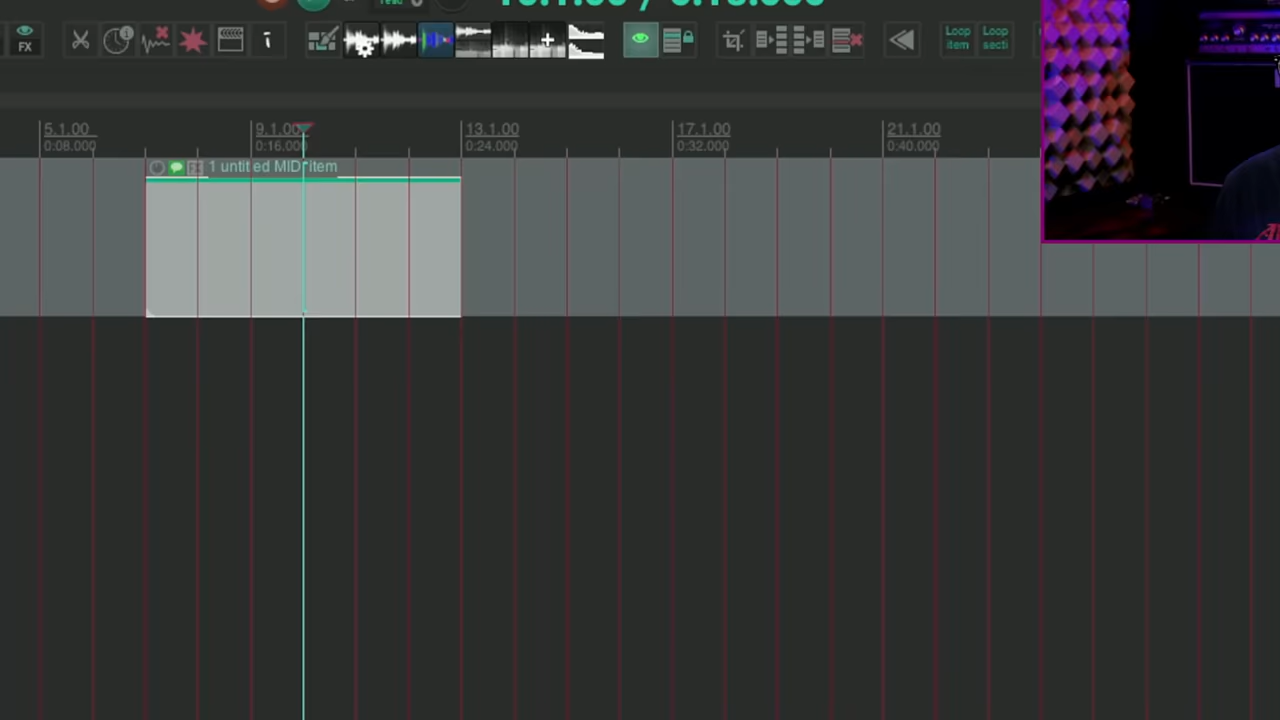 FX
Loop item
Loop secti
5.1.00 9.1.00 13.1.00 17.1.00 21.1.00
0:08.000 0:16.000 0:24.000 0:32.000 0:40.000
1 untitled MIDI item